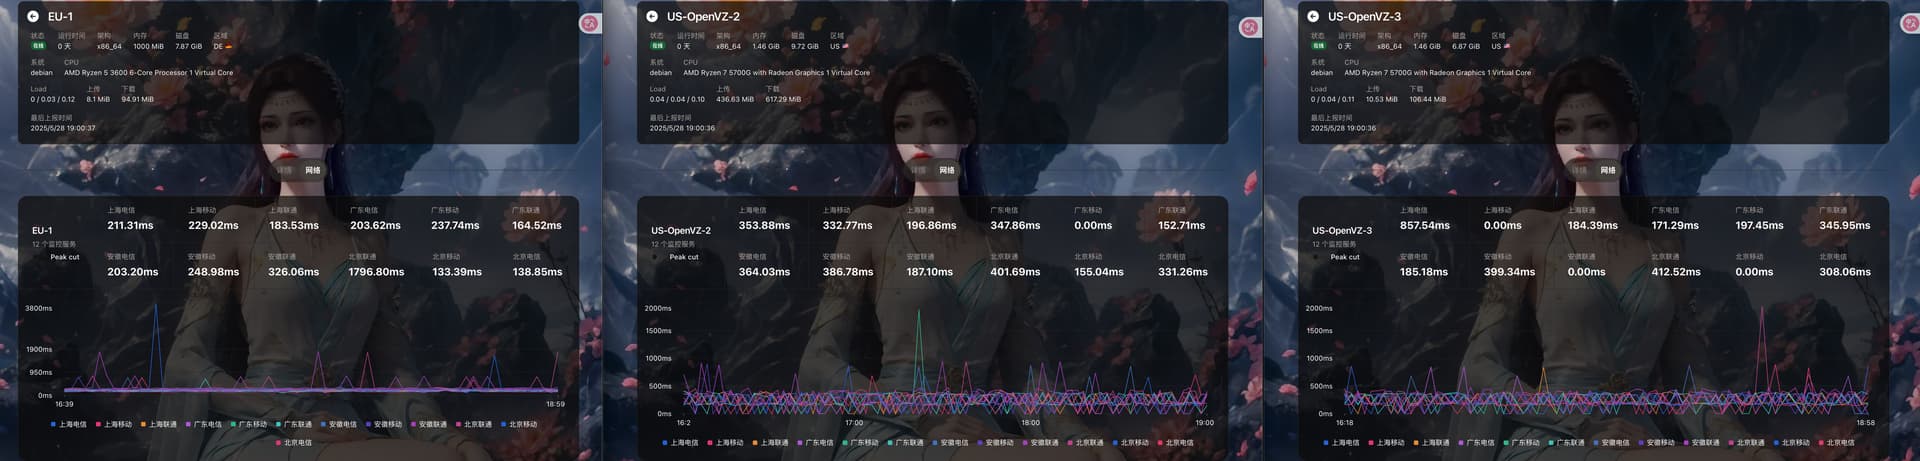 EU-1
状态 运行时间 架构 内存 磁盘 区域
在线 0 天 x86_64 1000 MiB 7.87 GiB DE
系统 CPU
debian AMD Ryzen 5 3600 6-Core Processor 1 Virtual Core
Load 上传 下载
0 / 0.03 / 0.12 8.1 MiB 94.91 MiB
最后上报时间
2025/5/28 19:00:37
详情 网络
上海电信 上海移动 上海联通 广东电信 广东移动 广东联通
211.31ms 229.02ms 183.53ms 203.62ms 237.74ms 164.52ms
EU-1
12 个监控服务
Peak cut
安徽电信 安徽移动 安徽联通 北京电信 北京移动 北京联通
203.20ms 248.98ms 326.06ms 1796.80ms 133.39ms 138.85ms
3800ms
1900ms
950ms
0ms
16:39 18:59
上海电信 上海移动 上海联通 广东电信 广东移动 广东联通 安徽电信 安徽移动 安徽联通 北京联通 北京移动
北京电信
US-OpenVZ-2
状态 运行时间 架构 内存 磁盘 区域
在线 0 天 x86_64 1.46 GiB 9.72 GiB US
系统 CPU
debian AMD Ryzen 7 5700G with Radeon Graphics 1 Virtual Core
Load 上传 下载
0.04 / 0.04 / 0.10 436.63 MiB 617.29 MiB
最后上报时间
2025/5/28 19:00:36
详情 网络
上海电信 上海移动 上海联通 广东电信 广东移动 广东联通
353.88ms 332.77ms 196.86ms 347.86ms 0.00ms 152.71ms
US-OpenVZ-2
12 个监控服务
Peak cut
安徽电信 安徽移动 安徽联通 北京电信 北京移动 北京联通
364.03ms 386.78ms 187.10ms 401.69ms 155.04ms 331.26ms
2000ms
1500ms
1000ms
500ms
0ms
16:2 17:00 18:00 19:00
上海电信 上海移动 上海联通 广东电信 广东移动 广东联通 安徽电信 安徽移动 安徽联通 北京联通 北京移动 北京电信
US-OpenVZ-3
状态 运行时间 架构 内存 磁盘 区域
在线 0 天 x86_64 1.46 GiB 6.87 GiB US
系统 CPU
debian AMD Ryzen 7 5700G with Radeon Graphics 1 Virtual Core
Load 上传 下载
0 / 0.04 / 0.11 10.53 MiB 106.44 MiB
最后上报时间
2025/5/28 19:00:36
详情 网络
上海电信 上海移动 上海联通 广东电信 广东移动 广东联通
857.54ms 0.00ms 184.39ms 171.29ms 197.45ms 345.95ms
US-OpenVZ-3
12 个监控服务
Peak cut
安徽电信 安徽移动 安徽联通 北京电信 北京移动 北京联通
185.18ms 399.34ms 0.00ms 412.52ms 0.00ms 308.06ms
2000ms
1500ms
1000ms
500ms
0ms
16:18 18:58
上海电信 上海移动 上海联通 广东电信 广东移动 广东联通 安徽电信 安徽移动 安徽联通 北京联通 北京移动 北京电信